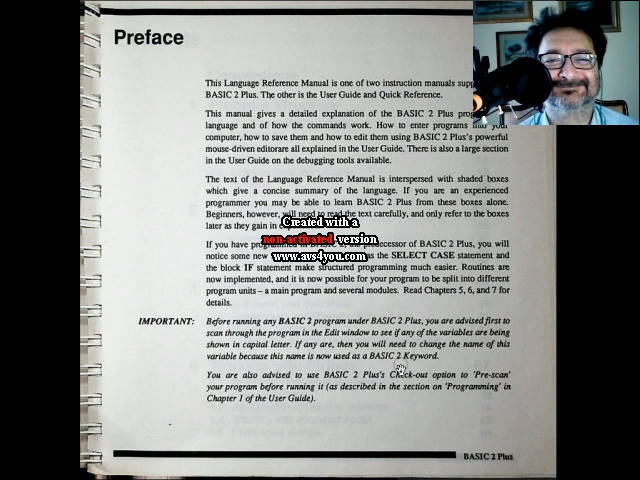 Preface
This Language Reference Manual is one of two instruction manuals
BASIC 2 Plus. The other is the User Guide and Quick Reference.
This manual gives a detailed explanation of the BASIC 2 Plus
language and of how the commands work. How to enter programs into your
computer, how to save them and how to edit them using BASIC 2 Plus's powerful
mouse-driven editorare all explained in the User Guide. There is also a large section
in the User Guide on the debugging tools available.
The text of the Language Reference Manual is interspersed with shaded boxes
which give a concise summary of the language. If you are an experienced
programmer you may be able to learn BASIC 2 Plus from these boxes alone.
Beginners, however, will need to read the text carefully, and only refer to the boxes
later as they gain in
Created with a
non-activated version
www.avs4you.com
If you have predecessor of BASIC 2 Plus, you will
notice some new as the SELECT CASE statement and
the block IF statement make structured programming much easier. Routines are
now implemented, and it is now possible for your program to be split into different
program units – a main program and several modules. Read Chapters 5, 6, and 7 for
details.
IMPORTANT: Before running any BASIC 2 program under BASIC 2 Plus, you are advised first to
scan through the program in the Edit window to see if any of the variables are being
shown in capital letter. If any are, then you will need to change the name of this
variable because this name is now used as a BASIC 2 Keyword.
You are also advised to use BASIC 2 Plus's Check-out option to 'Pre-scan'
your program before running it (as described in the section on 'Programming' in
Chapter 1 of the User Guide).
BASIC 2 Plus